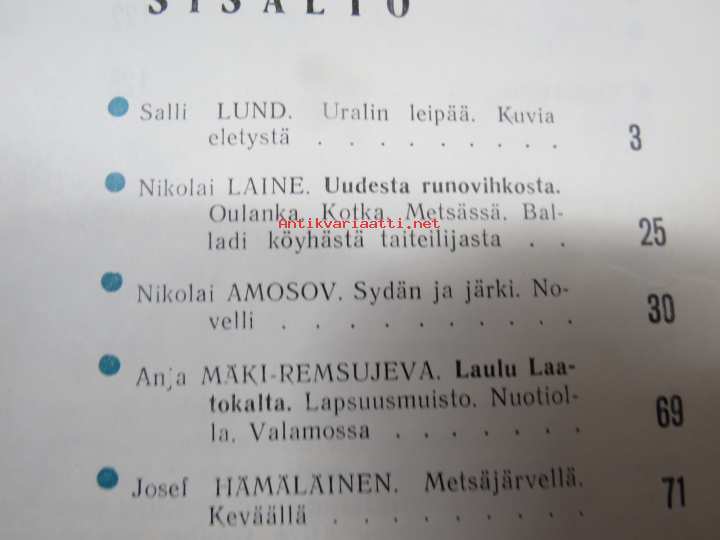 SISÄLTÖ
Salli LUND. Uralin leipää. Kuvia
eletystä . . . . . . . . . 3
Nikolai LAINE. Uudesta runovihkosta.
Oulanka. Kotka. Metsässä. Bal-
Antikvariaatti.net
ladi köyhästä taiteilijasta . . 25
Nikolai AMOSOV. Sydän ja järki. No-
velli . . . . . . . . . . 30
Anja MÄKI-REMSUJEVA. Laulu Laa-
tokalta. Lapsuusmuisto. Nuotiol-
la. Valamossa . . . . . . . 69
Josef HÄMÄLÄINEN. Metsäjärvellä.
Keväällä . . . . . . . . . 71